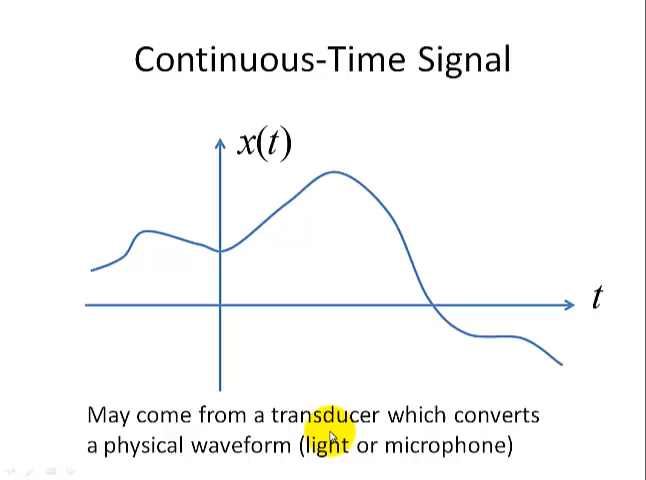 Continuous-Time Signal
x(t)
t
May come from a transducer which converts
a physical waveform (light or microphone)